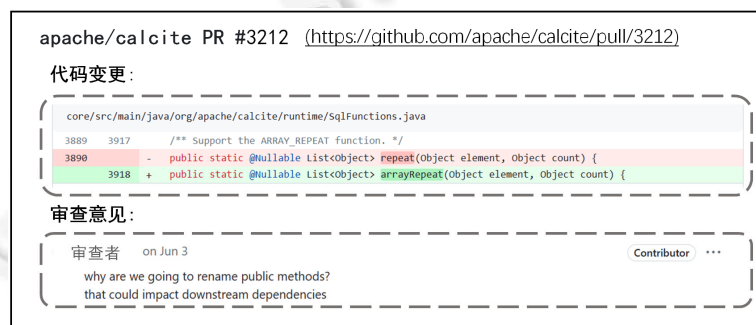 apache/calcite PR #3212 (https://github.com/apache/calcite/pull/3212)
代码变更:
core/src/main/java/org/apache/calcite/runtime/SqlFunctions.java
3889 3917 /** Support the ARRAY_REPEAT function. */
3890 - public static @Nullable List<Object> repeat(Object element, Object count) {
3918 + public static @Nullable List<Object> arrayRepeat(Object element, Object count) {
审查意见:
审查者 on Jun 3 Contributor ···
why are we going to rename public methods?
that could impact downstream dependencies